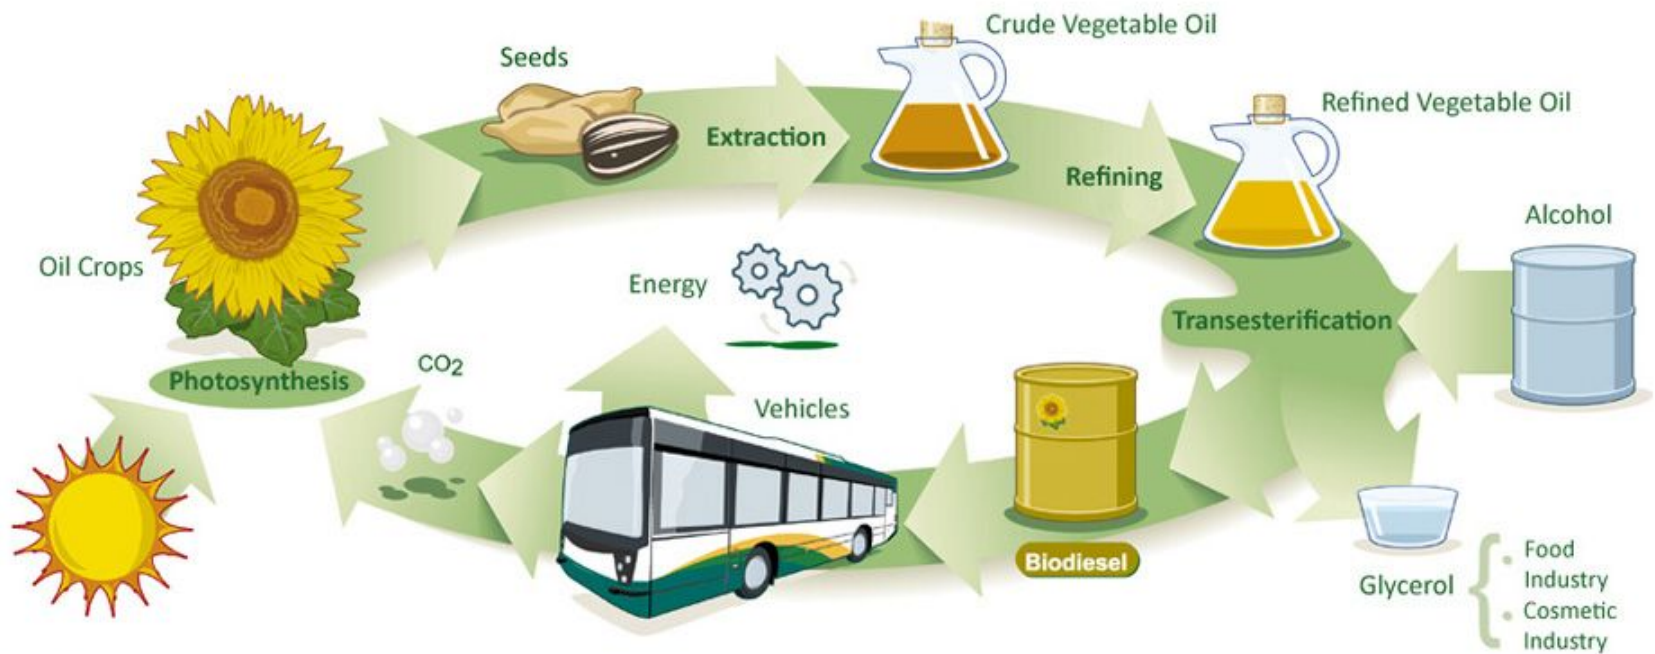 Crude Vegetable Oil
Seeds
Refined Vegetable Oil
Extraction
Refining
Alcohol
Oil Crops
Energy
Transesterification
CO2
Photosynthesis
Vehicles
Biodiesel
Glycerol
Food
Industry
Cosmetic
Industry